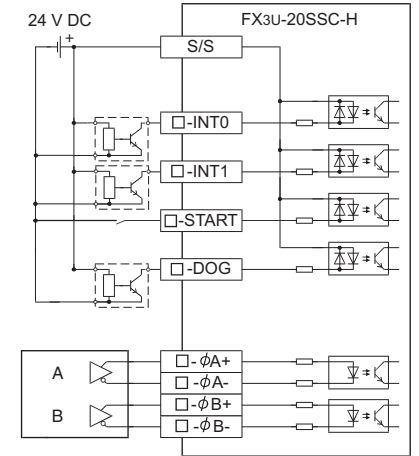 24 V DC
FX3U-20SSC-H
+
S/S
□-INT0
□-INT1
□-START
□-DOG
A
□-ϕA+
□-ϕA-
B
□-ϕB+
□-ϕB-